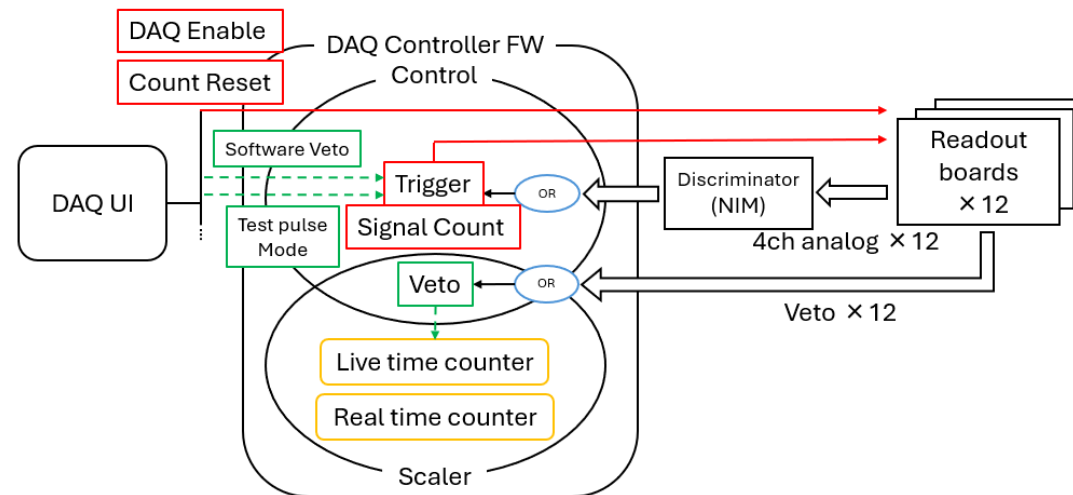 DAQ Enable
DAQ Controller FW
Count Reset
Control
Software Veto
DAQ UI
Trigger
OR
Discriminator
(NIM)
Readout
boards
×12
Signal Count
Test pulse
Mode
4ch analog ×12
Veto
OR
Veto ×12
Live time counter
Real time counter
Scaler